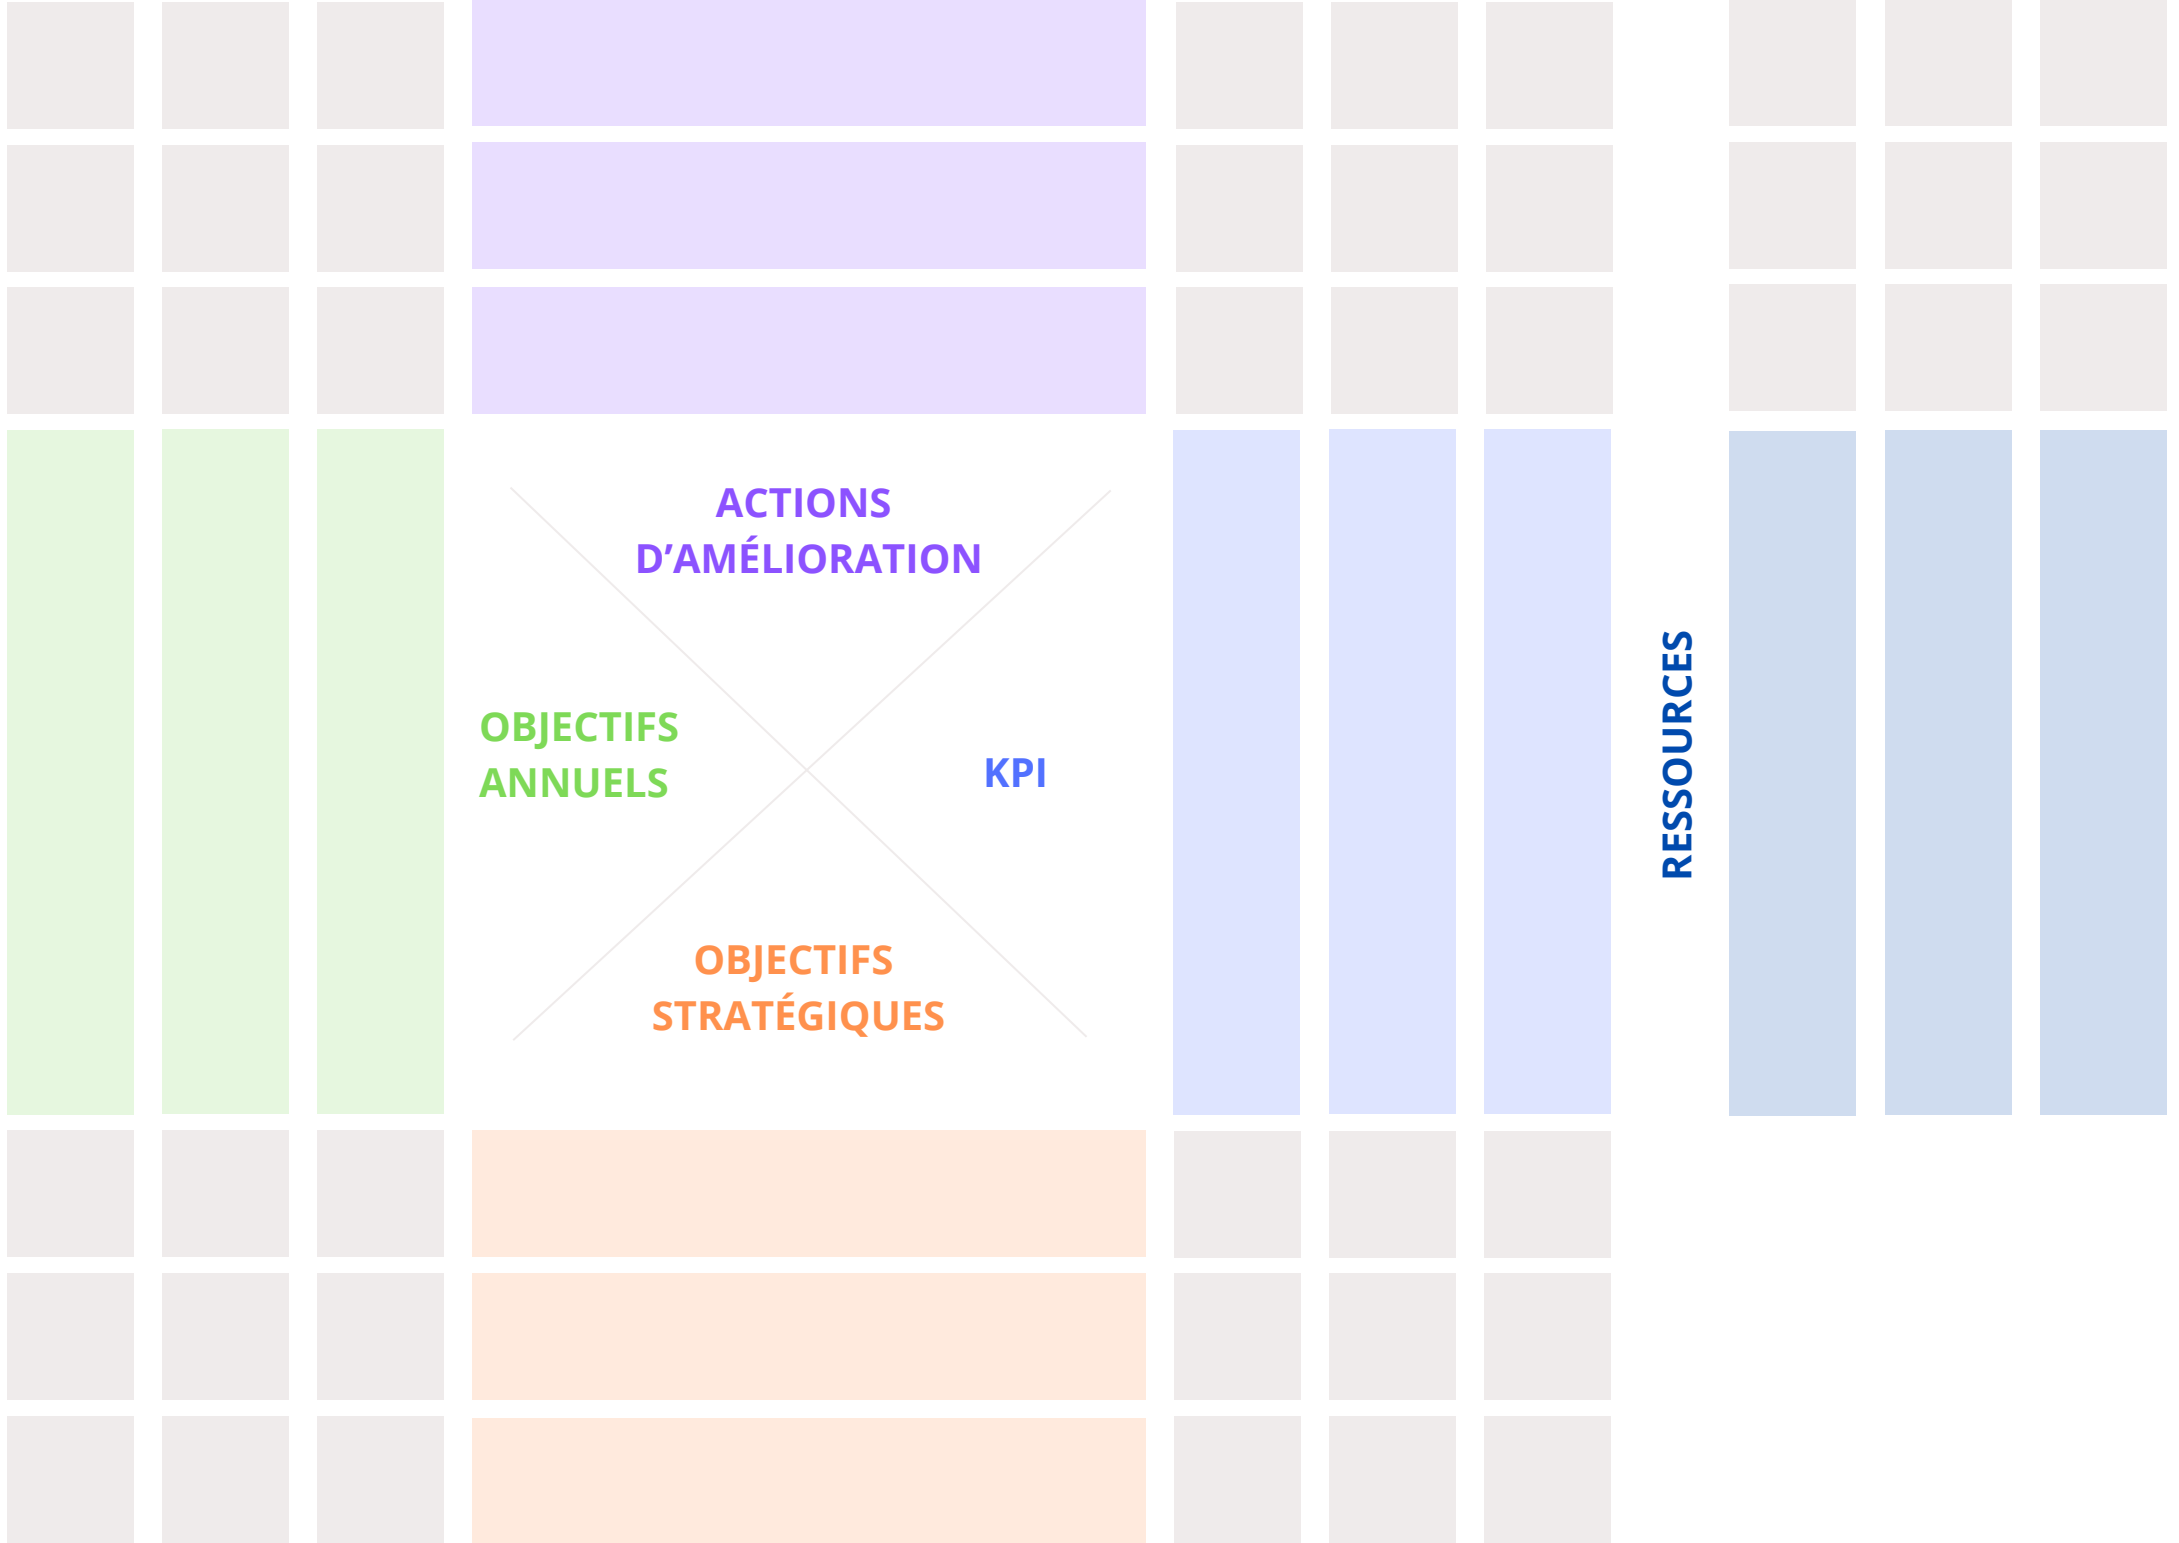 ACTIONS
D’AMÉLIORATION
OBJECTIFS
ANNUELS
KPI
OBJECTIFS
STRATÉGIQUES
RESSOURCES